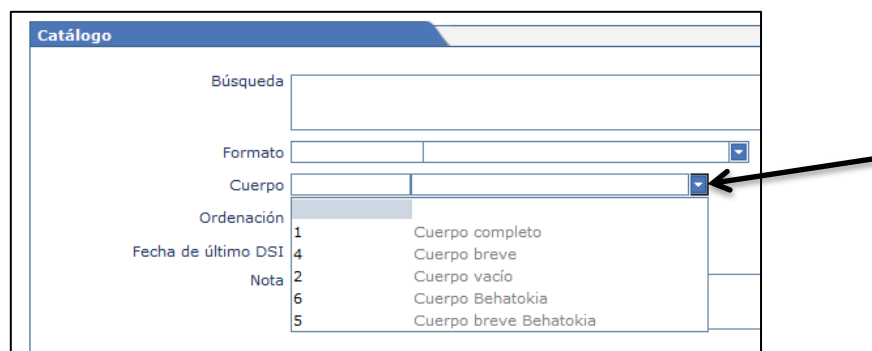 Catálogo
Búsqueda
Formato
Cuerpo
Ordenación
1 Cuerpo completo
Fecha de último DSI 4 Cuerpo breve
Nota 2 Cuerpo vacío
6 Cuerpo Behatokia
5 Cuerpo breve Behatokia